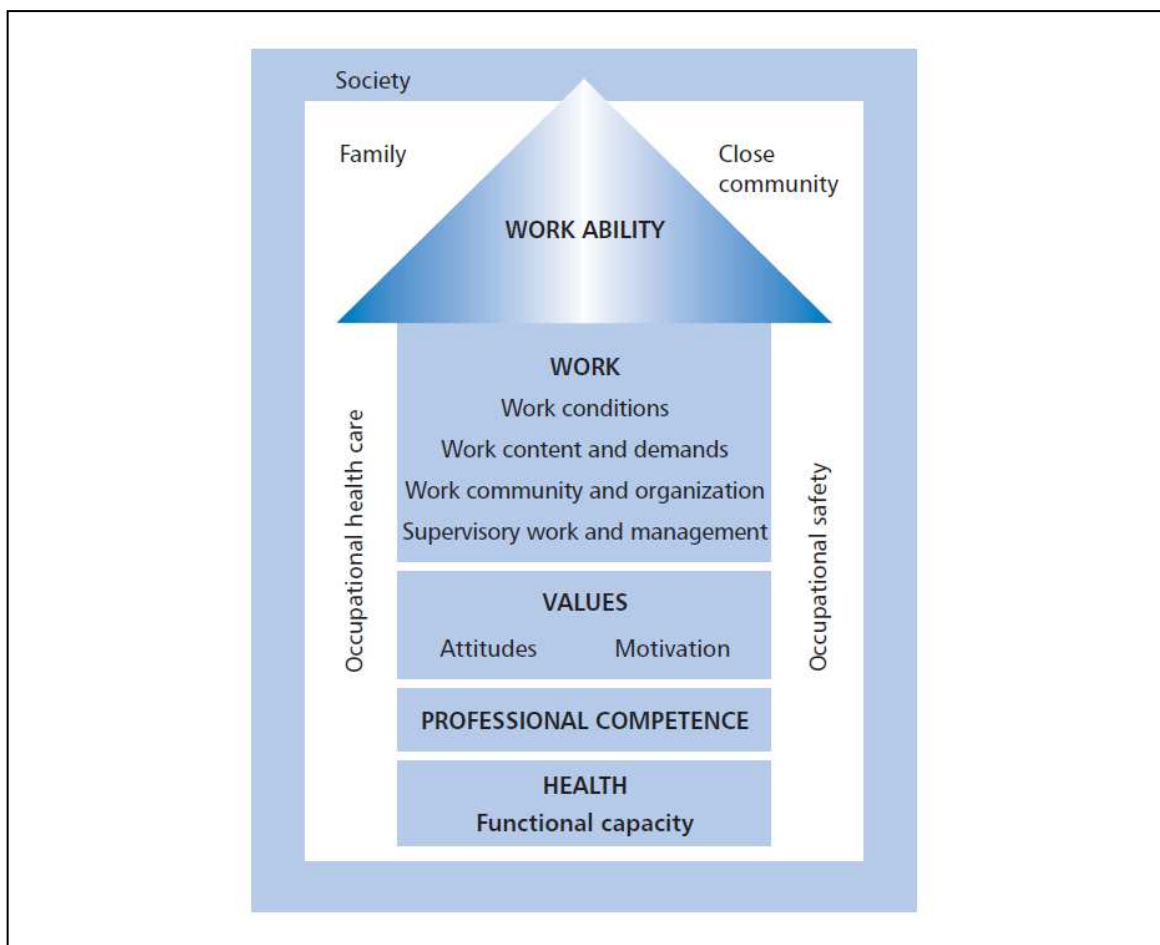 Society
Family
Close
community
WORK ABILITY
WORK
Work conditions
Work content and demands
Work community and organization
Supervisory work and management
Occupational health care
Occupational safety
VALUES
Attitudes Motivation
PROFESSIONAL COMPETENCE
HEALTH
Functional capacity